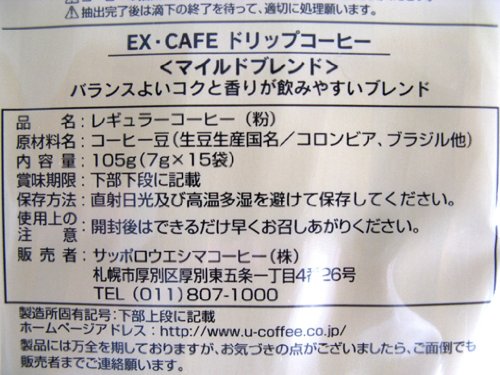 ⚠抽出完了後は滴下の終了を待って、適切に処理願います。
EX・CAFE ドリップコーヒー
<マイルドブレンド>
バランスよいコクと香りが飲みやすいブレンド
品名:レギュラーコーヒー(粉)
原材料名:コーヒー豆(生豆生産国名/コロンビア、ブラジル他)
内容量:105g(7g×15袋)
賞味期限:下部下段に記載
保存方法:直射日光及び高温多湿を避けて保存してください。
使用上の注意:開封後はできるだけ早くお召しあがりください。
販売者:サッポロウエシマコーヒー(株)
札幌市厚別区厚別東五条一丁目4番26号
TEL (011) 807-1000
製造所固有記号:下部上段に記載
ホームページアドレス:http://www.u-coffee.co.jp/
製品には万全を期しておりますが、お気づきの点がございましたら、ご面倒でも
販売者までご連絡願います。